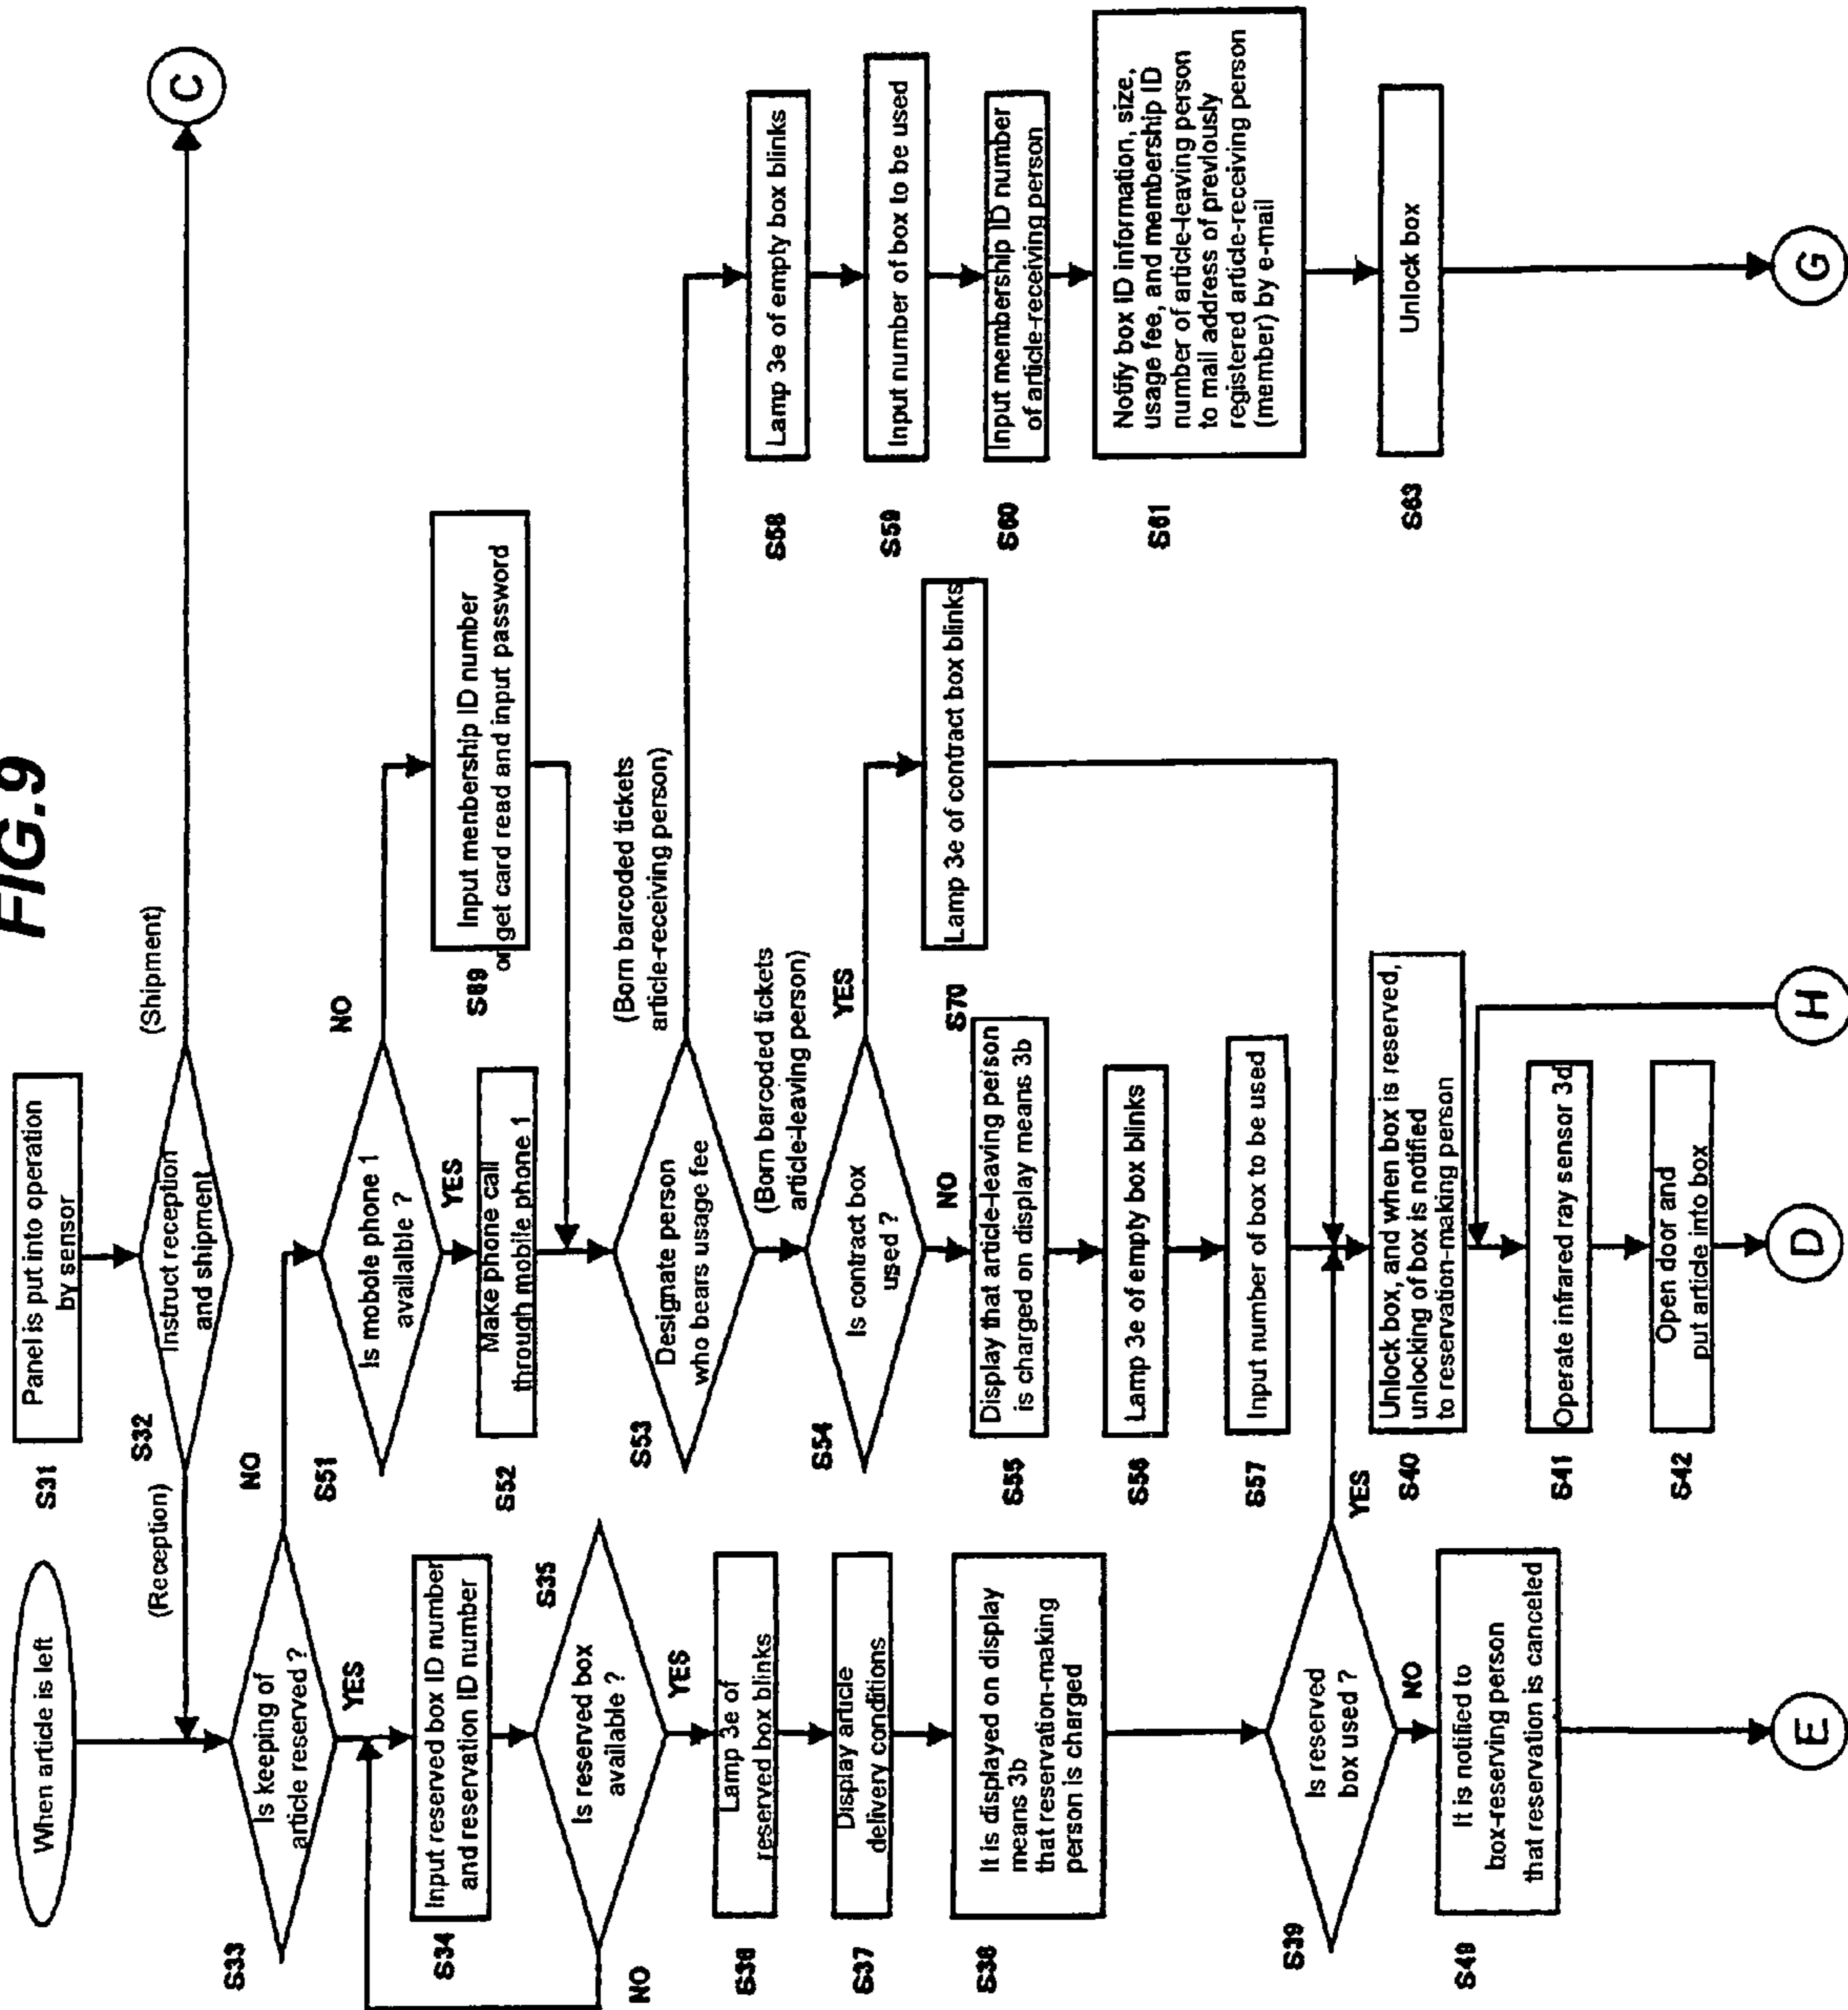 FIG.9
When article is left
S31
Panel is put into operation
by sensor
S32
Instruct reception
and shipment
(Reception)
(Shipment)
C
S33
Is keeping of
article reserved ?
NO
YES
S34
Input reserved box ID number
and reservation ID number
S35
Is reserved box
available ?
NO
YES
S36
Lamp 3e of
reserved box blinks
S37
Display article
delivery conditions
S38
It is displayed on display
means 3b
that reservation-making
person is charged
S39
Is reserved
box used ?
YES
NO
S49
It is notified to
box-reserving person
that reservation is canceled
E
S51
Is mobole phone 1
available ?
NO
YES
S52
Make phone call
through mobile phone 1
S69
Input menbership ID number
or get card read and input password
S53
Designate person
who bears usage fee
(Born barcoded tickets
article-receiving person)
(Born barcoded tickets
article-leaving person)
S54
Is contract box
used ?
YES
NO
S70
Lamp 3e of contract box blinks
S55
Display that article-leaving person
is charged on display means 3b
S56
Lamp 3e of empty box blinks
S57
Input number of box to be used
S40
Unlock box, and when box is reserved,
unlocking of box is notified
to reservation-making person
S41
Operate infrared ray sensor 3d
S42
Open door and
put article into box
D
H
S58
Lamp 3e of empty box blinks
S59
Input number of box to be used
S60
Input membership ID number
of article-receiving person
S61
Notify box ID information, size,
usage fee, and membership ID
number of article-leaving person
to mail address of previously
registered article-receiving person
(member) by e-mail
S63
Unlock box
G